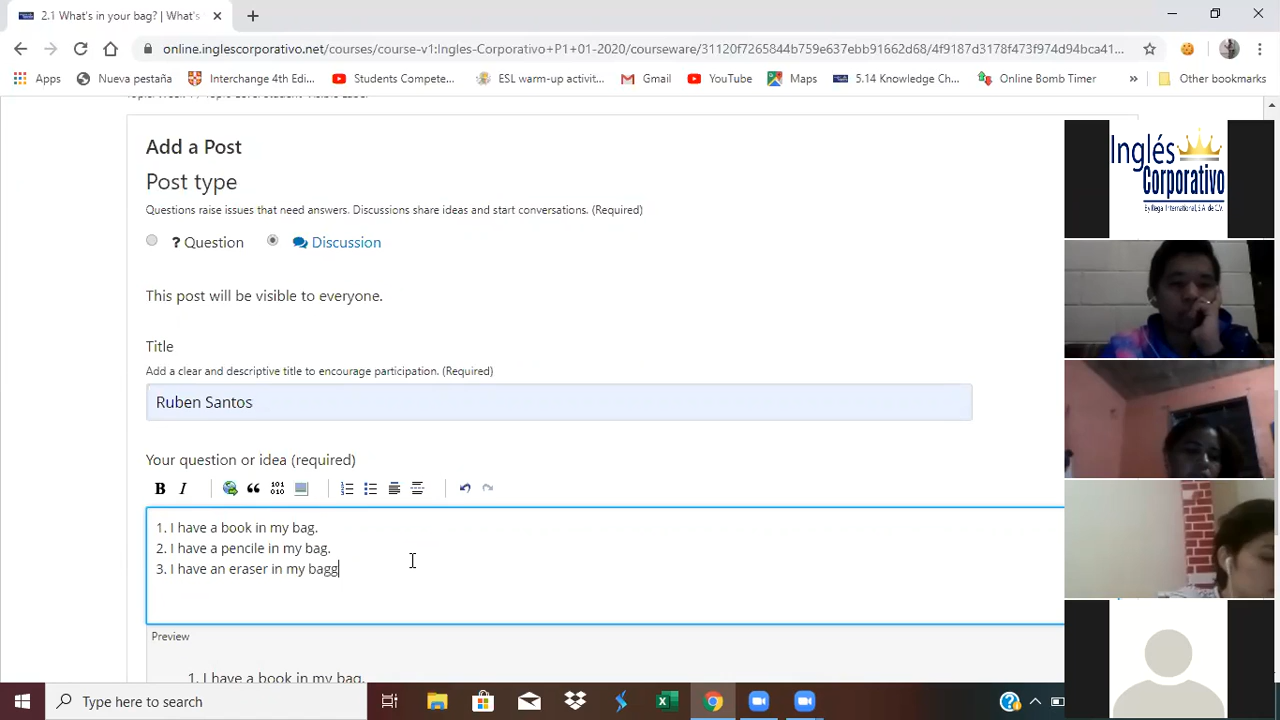 2.1 What's in your bag? | What's
online.inglescorporativo.net/courses/course-v1:Ingles-Corporativo+P1+01-2020/courseware/31120f7265844b759e637ebb91662d68/4f9187d3178f473f974d94bca41...
Apps
Nueva pestaña
Interchange 4th Edi...
Students Compete...
ESL warm-up activit...
Gmail
YouTube
Maps
5.14 Knowledge Ch...
Online Bomb Timer
»
Other bookmarks
Add a Post
Post type
Questions raise issues that need answers. Discussions share ideas and start conversations. (Required)
? Question
Discussion
This post will be visible to everyone.
Title
Add a clear and descriptive title to encourage participation. (Required)
Ruben Santos
Your question or idea (required)
B I
1. I have a book in my bag.
2. I have a pencile in my bag.
3. I have an eraser in my bagg
Preview
1. I have a book in my bag.
Inglés
Corporativo
Type here to search